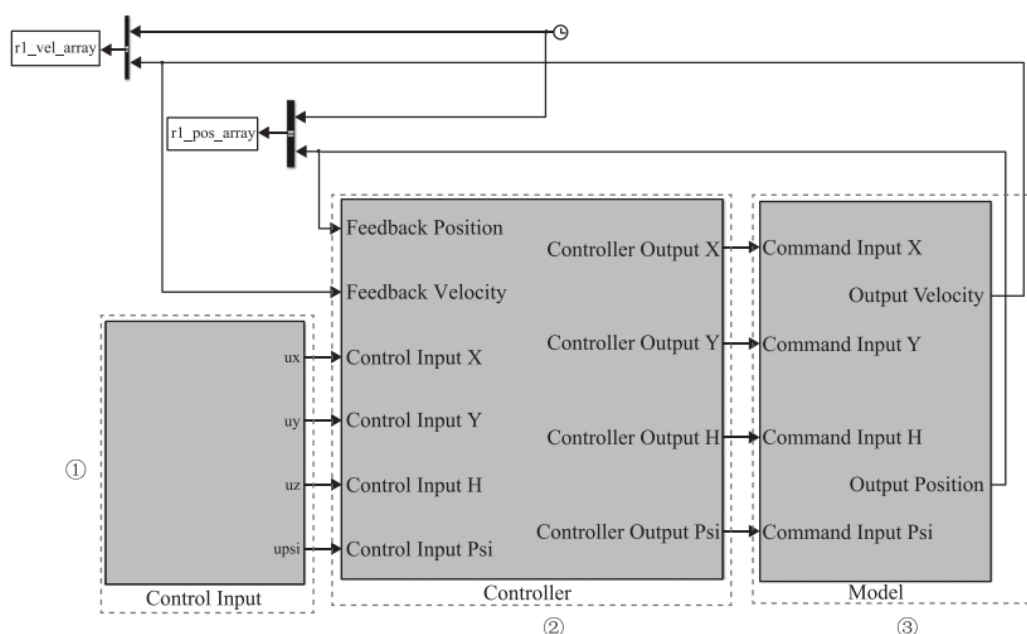 r1_vel_array
r1_pos_array
Feedback Position
Controller Output X
Command Input X
Feedback Velocity
Output Velocity
ux
Control Input X
Controller Output Y
Command Input Y
uy
Control Input Y
Controller Output H
Command Input H
①
uz
Control Input H
Output Position
upsi
Control Input Psi
Controller Output Psi
Command Input Psi
Control Input
Controller
Model
②
③